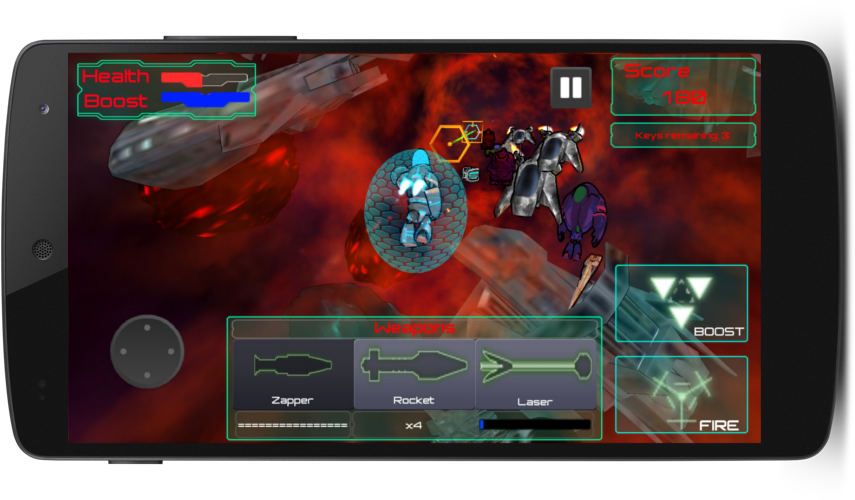 Health
Boost
Score
180
Keys remaining 3
BOOST
Weapons
Zapper
Rocket
Laser
x4
FIRE